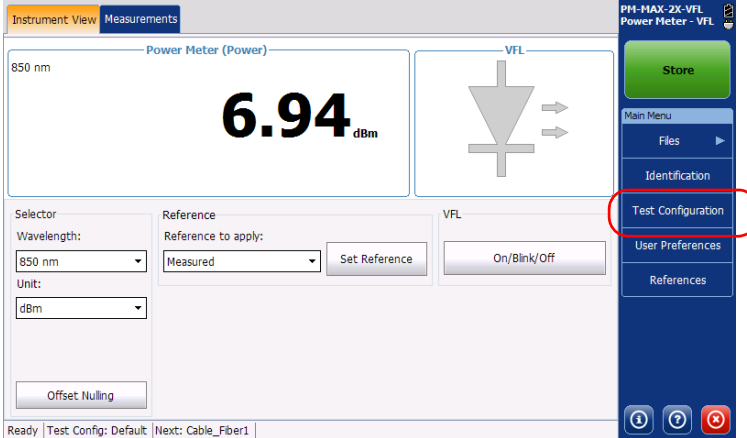 Instrument View
Measurements
PM-MAX-2X-VFL
Power Meter - VFL
Power Meter (Power)
850 nm
6.94 dBm
VFL
Store
Main Menu
Files
Identification
Test Configuration
User Preferences
References
Selector
Wavelength:
850 nm
Unit:
dBm
Offset Nulling
Reference
Reference to apply:
Measured
Set Reference
VFL
On/Blink/Off
Ready
Test Config: Default
Next: Cable_Fiber1